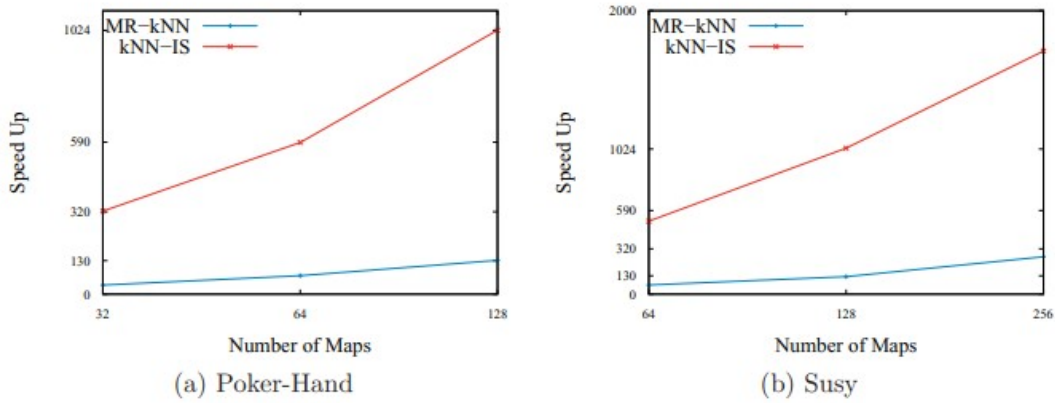 MR−kNN
kNN−IS
1024
590
320
130
0
32
64
128
Speed Up
Number of Maps
(a) Poker-Hand
MR−kNN
kNN−IS
2000
1024
590
320
130
0
64
128
256
Speed Up
Number of Maps
(b) Susy